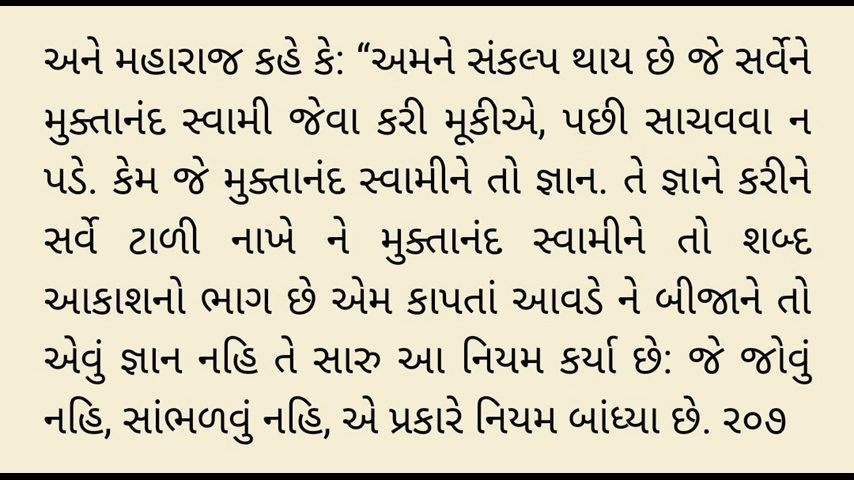 અને મહારાજ કહે કે: “અમને સંકલ્પ થાય છે જે સર્વેને
મુક્તાનંદ સ્વામી જેવા કરી મૂકીએ, પછી સાચવવા ન
પડે. કેમ જે મુક્તાનંદ સ્વામીને તો જ્ઞાન. તે જ્ઞાને કરીને
સર્વે ટાળી નાખે ને મુક્તાનંદ સ્વામીને તો શબ્દ
આકાશનો ભાગ છે એમ કાપતાં આવડે ને બીજાને તો
એવું જ્ઞાન નહિ તે સારુ આ નિયમ કર્યા છે: જે જોવું
નહિ, સાંભળવું નહિ, એ પ્રકારે નિયમ બાંધ્યા છે. ૨૦૭